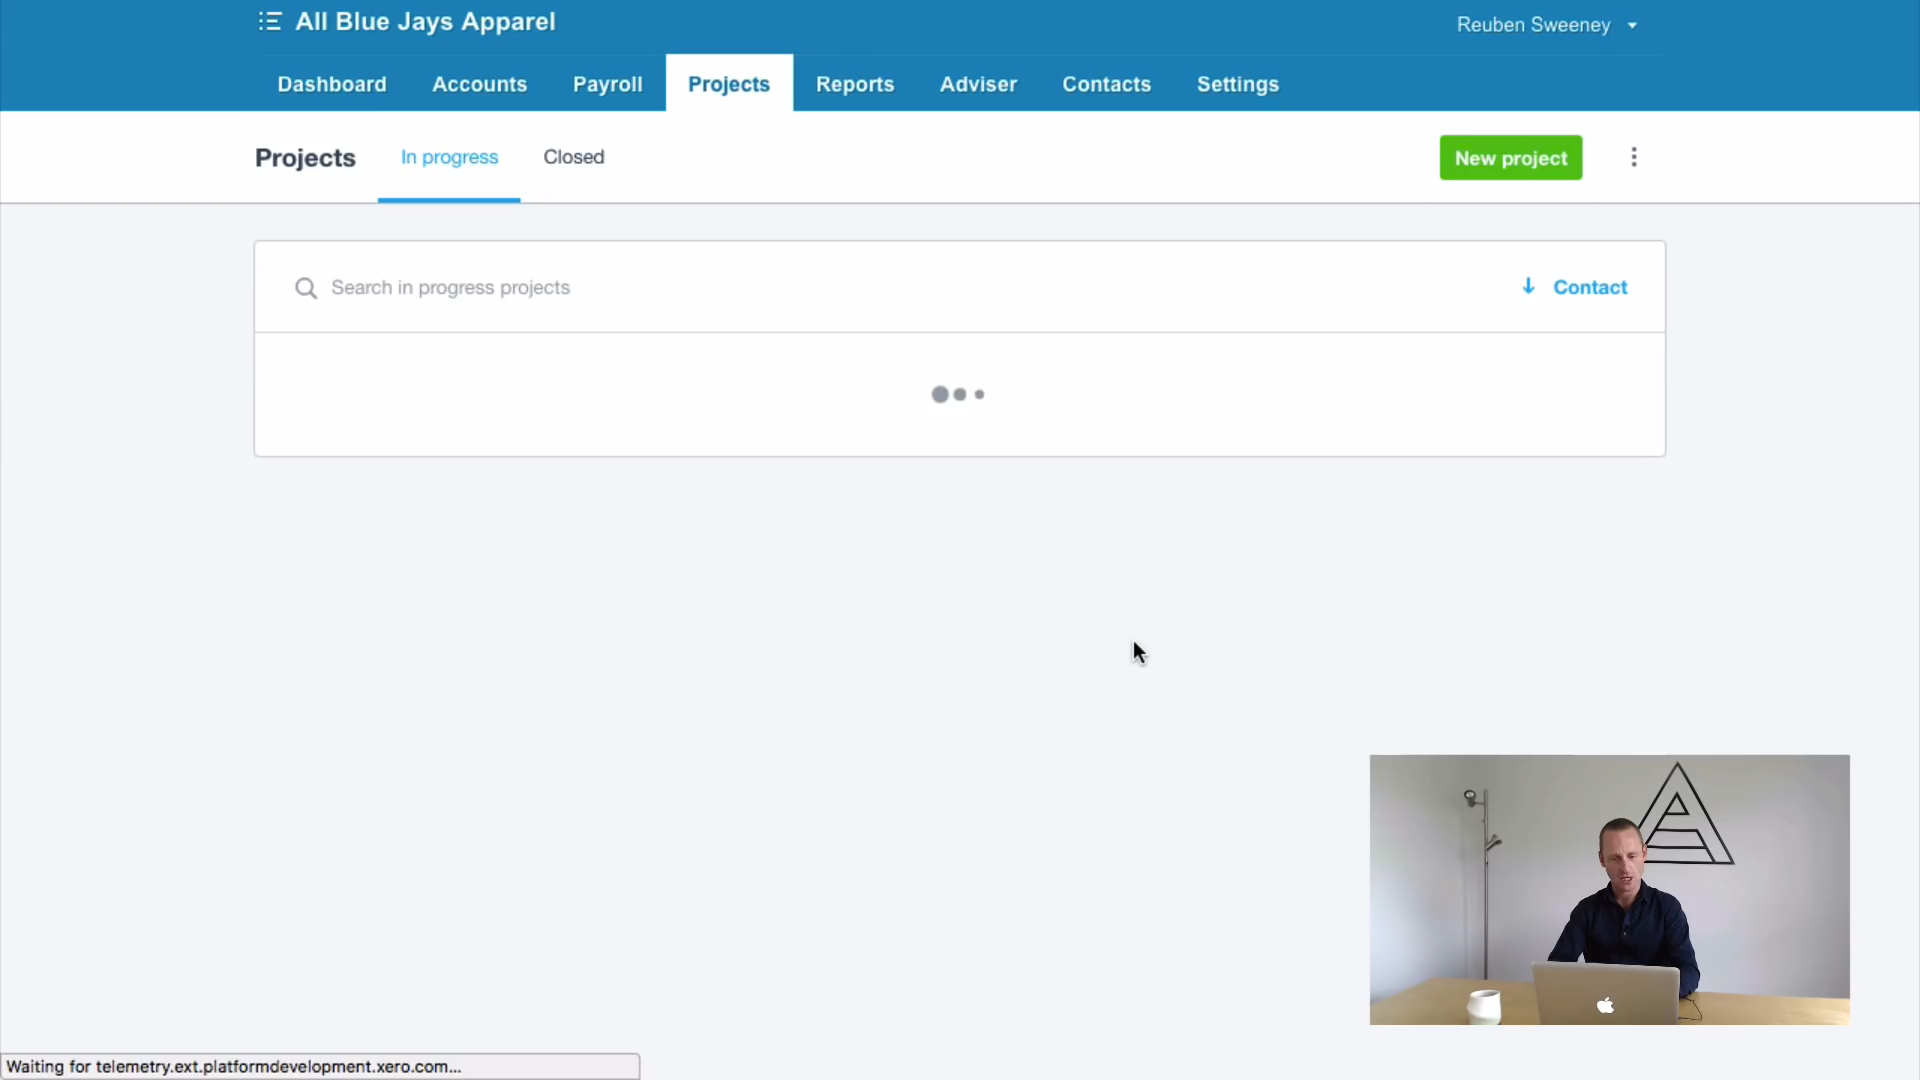 All Blue Jays Apparel
Reuben Sweeney
Dashboard Accounts Payroll Projects Reports Adviser Contacts Settings
Projects In progress Closed New project
Search in progress projects Contact
Waiting for telemetry.ext.platformdevelopment.xero.com...